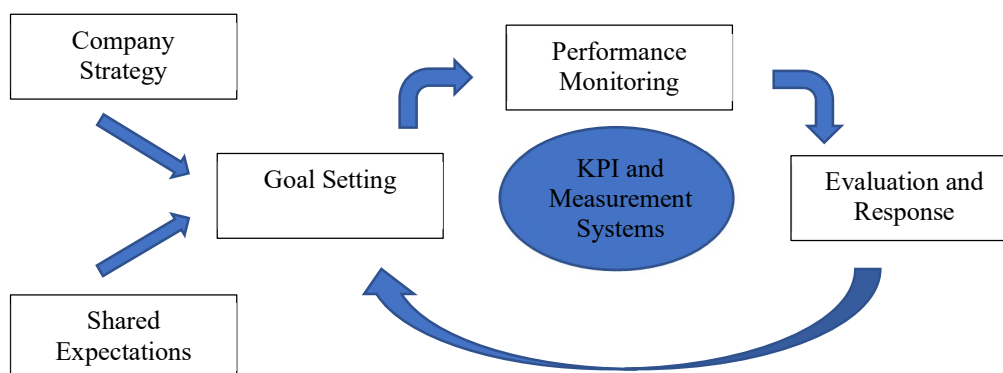 Company
Strategy
Performance
Monitoring
Goal Setting
KPI and
Measurement
Systems
Evaluation and
Response
Shared
Expectations